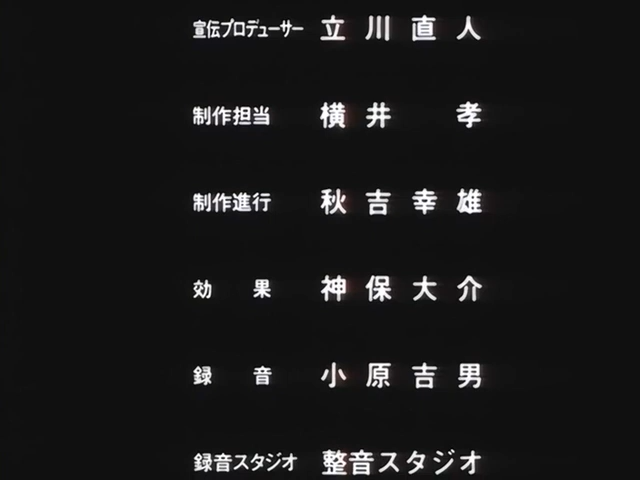 宣伝プロデューサー 立川直人
制作担当 横井 孝
制作進行 秋吉幸雄
効果 神保大介
録音 小原吉男
録音スタジオ 整音スタジオ